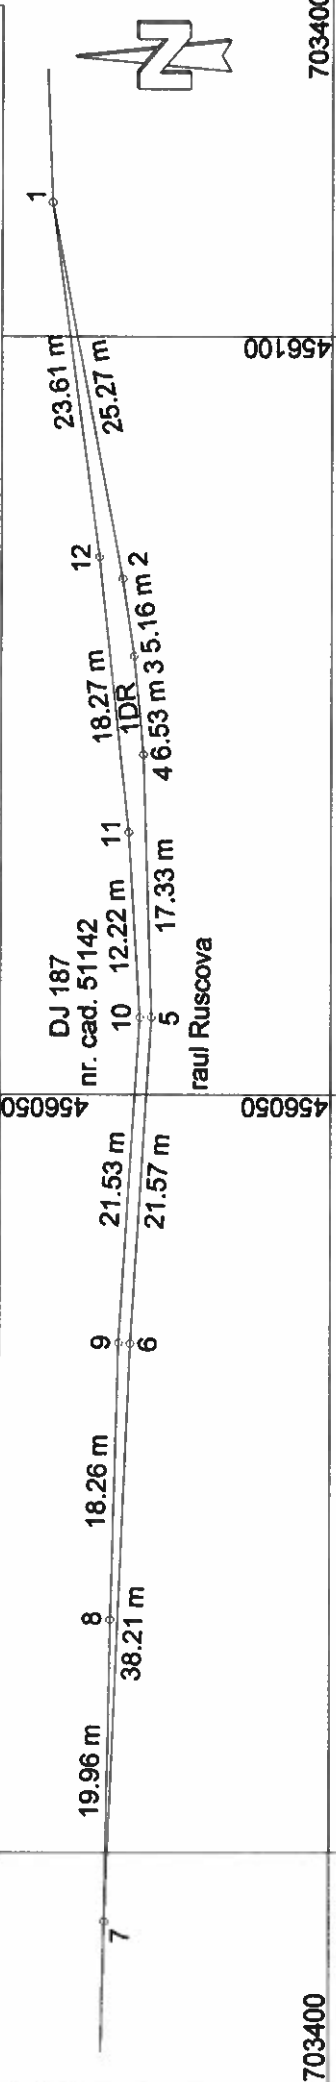 N
703400
456100
1
23.61 m
25.27 m
12
2
18.27 m
1DR
5.16 m
3
6.53 m
4
11
12.22 m
17.33 m
DJ 187
nr. cad. 51142
10
5
raul Ruscova
456050
456050
21.53 m
21.57 m
9
6
18.26 m
8
38.21 m
19.96 m
7
703400